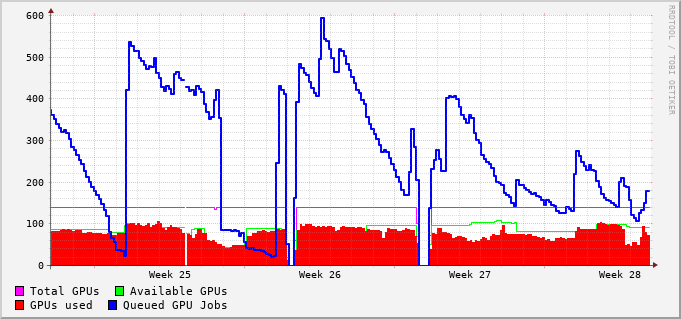 600
500
400
300
200
100
0
Week 25 Week 26 Week 27 Week 28
Total GPUs Available GPUs
GPUs used Queued GPU Jobs
RRDTOOL / TOBI OETIKER